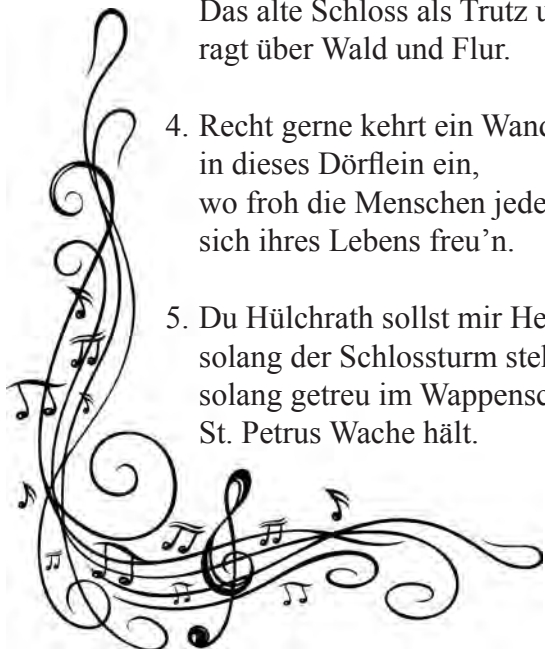 Das alte Schloss als Trutz
ragt über Wald und Flur.
4. Recht gerne kehrt ein
in dieses Dörflein ein,
wo froh die Menschen
sich ihres Lebens freu’n.
5. Du Hülchrath sollst mir
solang der Schlossturm
solang getreu im
St. Petrus Wache hält.